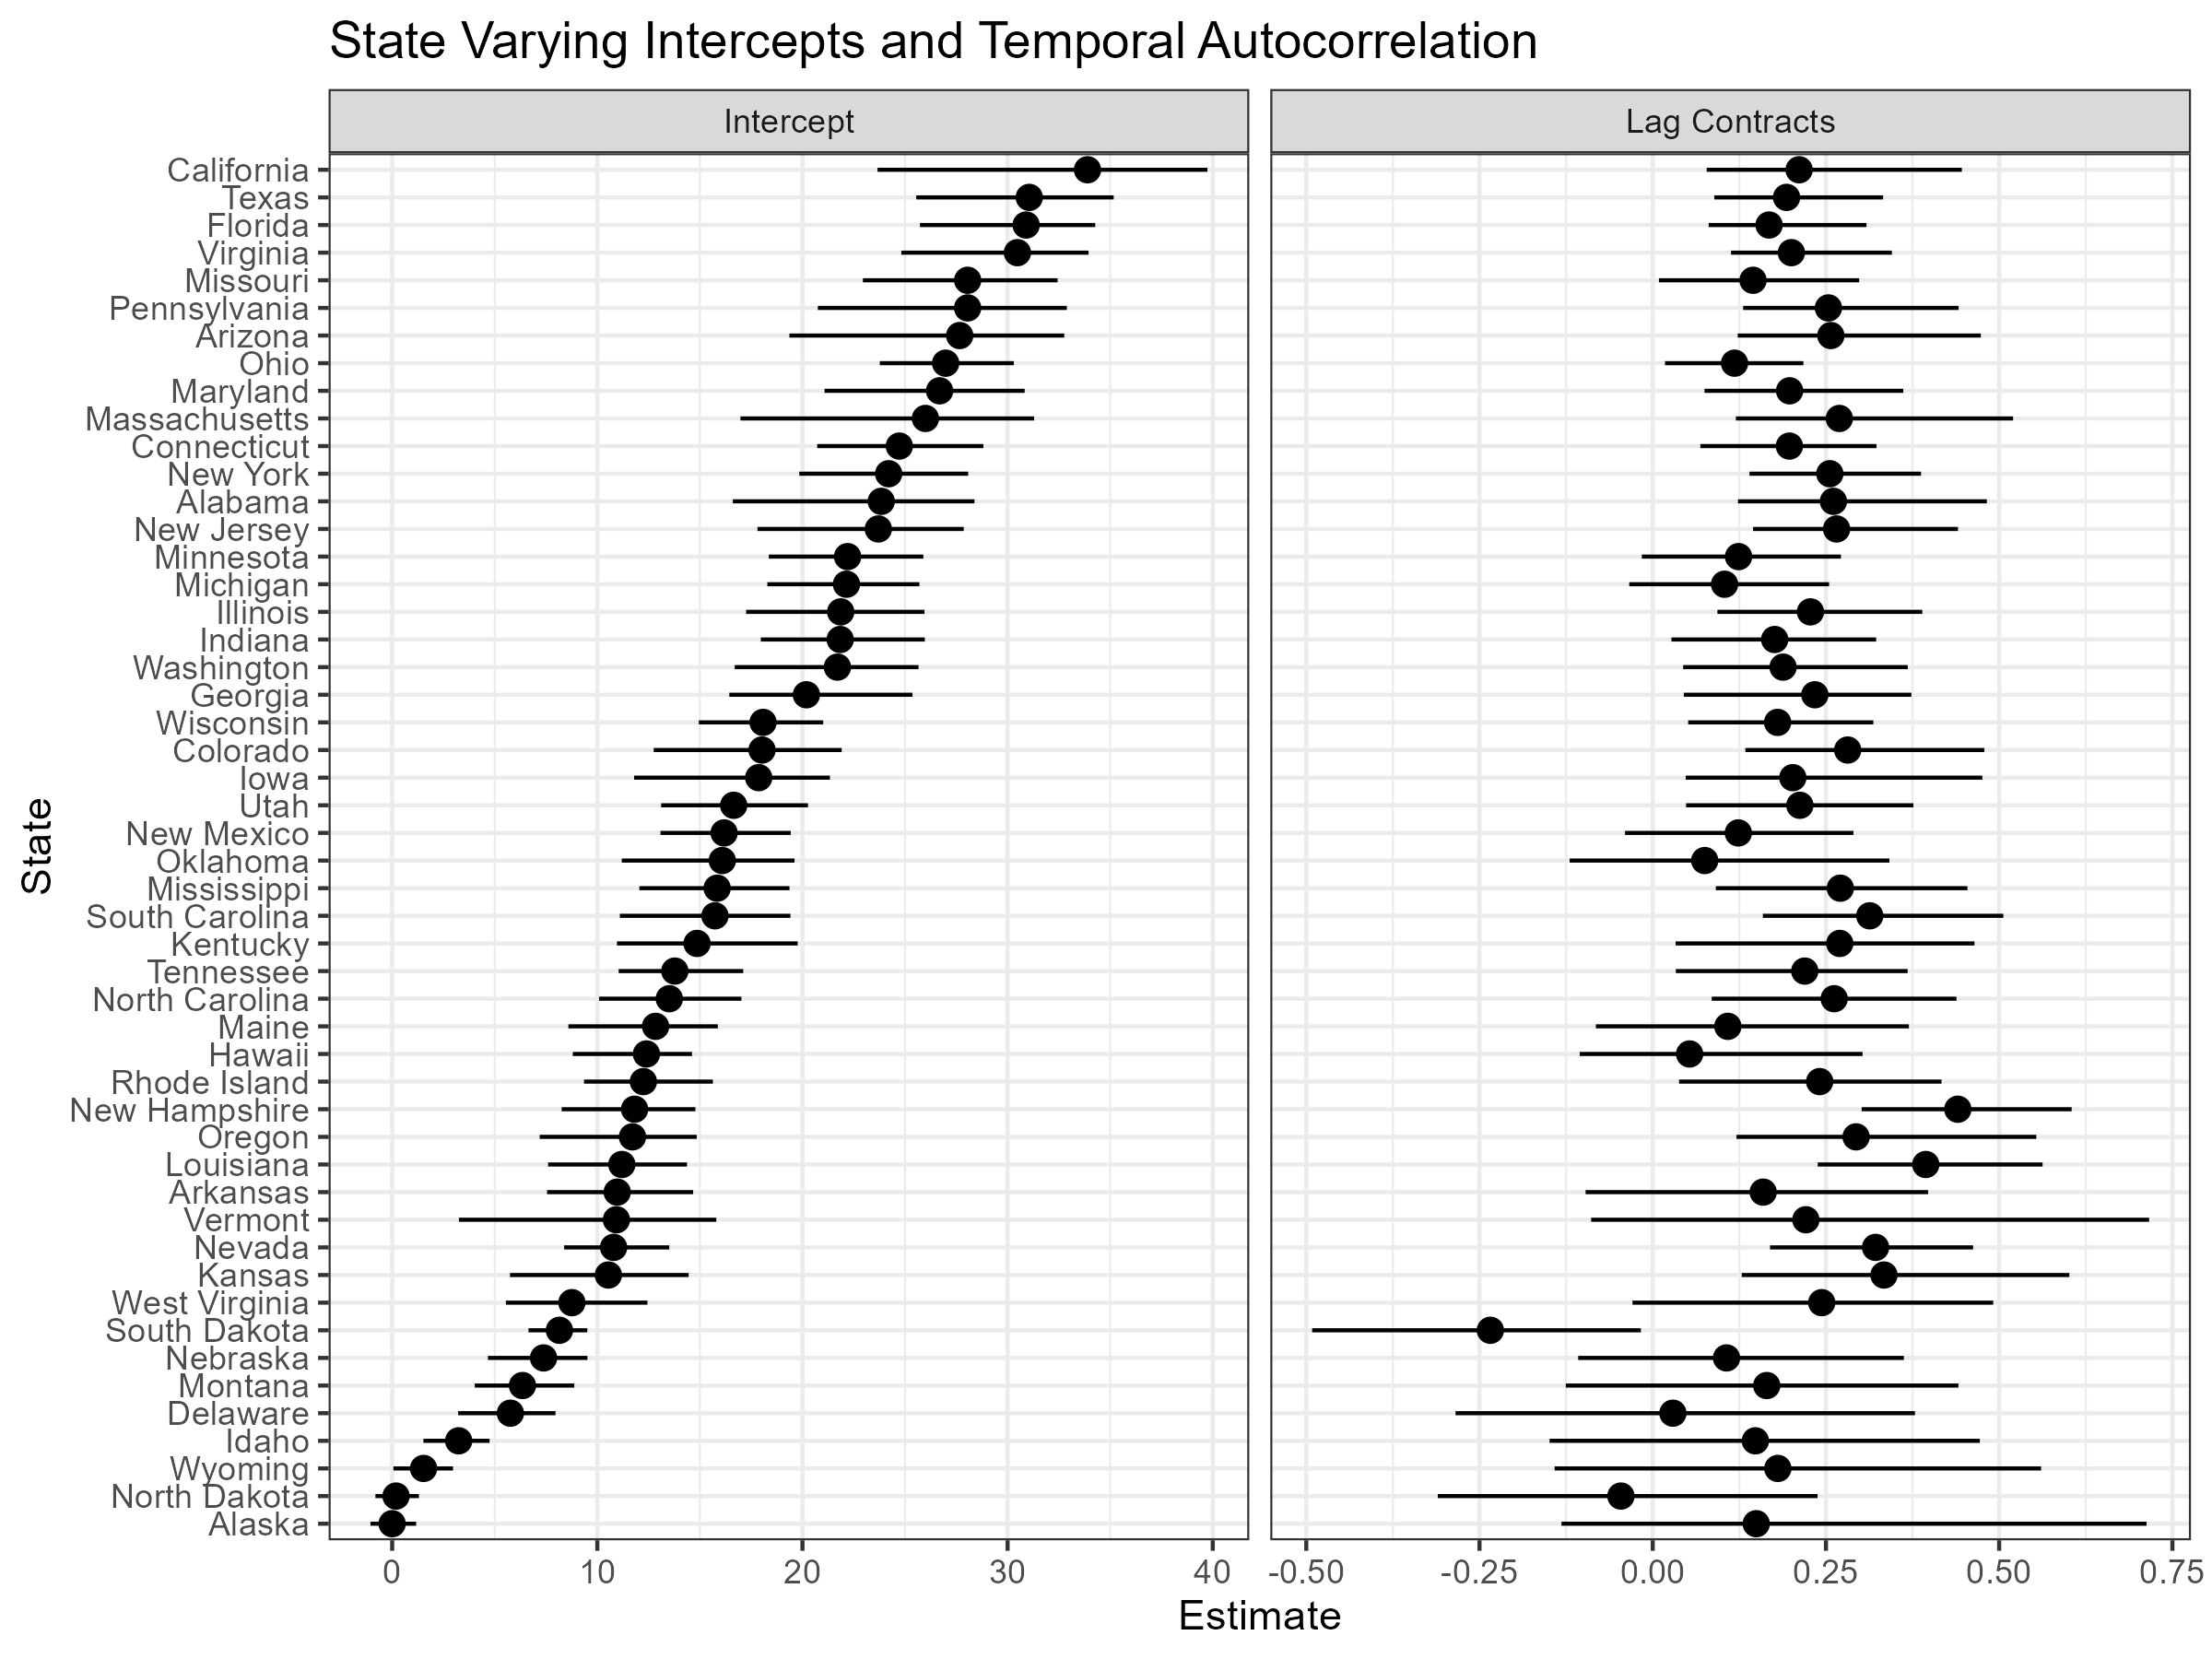 State Varying Intercepts and Temporal Autocorrelation
Intercept
Lag Contracts
State
California
Texas
Florida
Virginia
Missouri
Pennsylvania
Arizona
Ohio
Maryland
Massachusetts
Connecticut
New York
Alabama
New Jersey
Minnesota
Michigan
Illinois
Indiana
Washington
Georgia
Wisconsin
Colorado
Iowa
Utah
New Mexico
Oklahoma
Mississippi
South Carolina
Kentucky
Tennessee
North Carolina
Maine
Hawaii
Rhode Island
New Hampshire
Oregon
Louisiana
Arkansas
Vermont
Nevada
Kansas
West Virginia
South Dakota
Nebraska
Montana
Delaware
Idaho
Wyoming
North Dakota
Alaska
0 10 20 30 40
-0.50 -0.25 0.00 0.25 0.50 0.75
Estimate